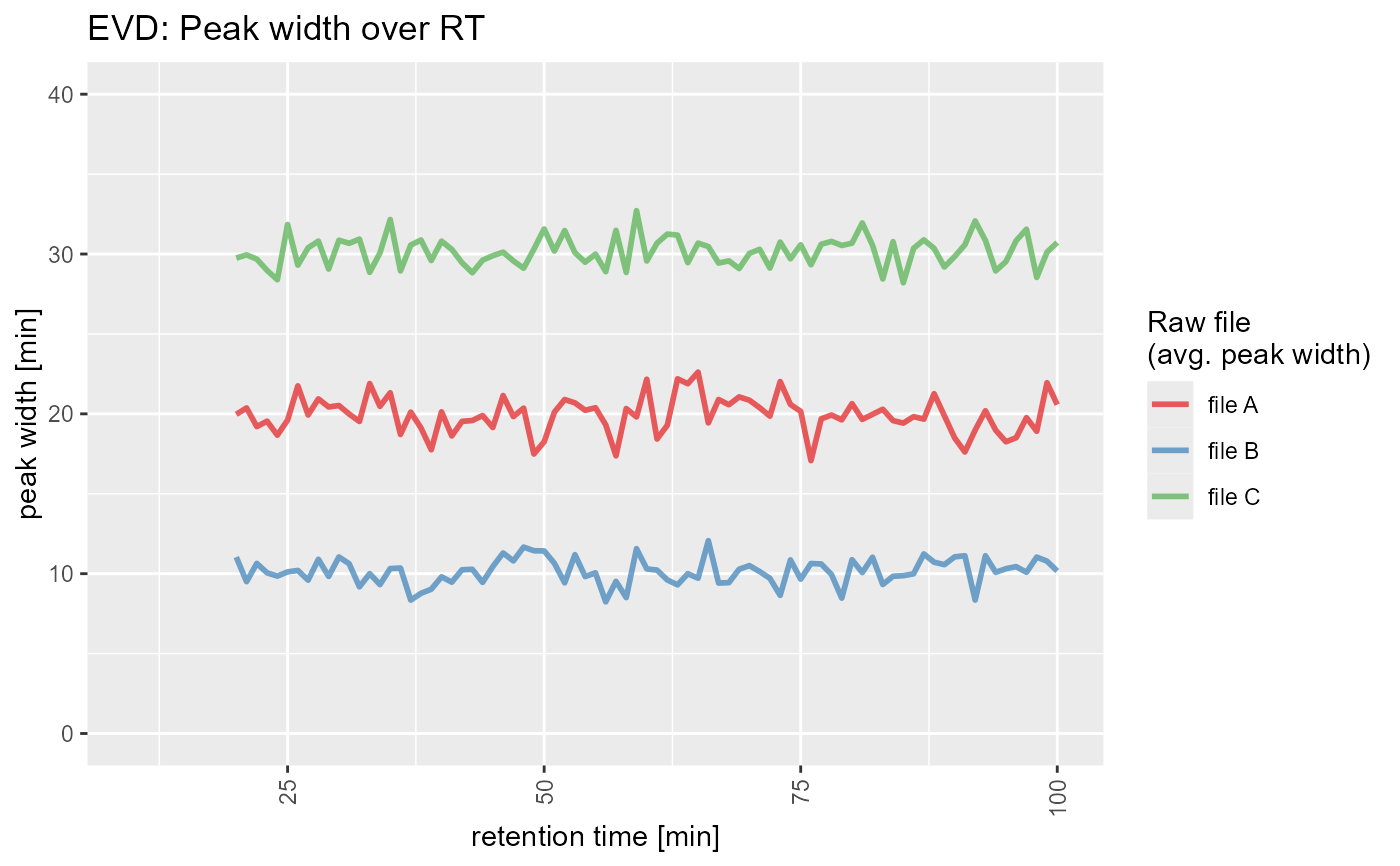 EVD: Peak width over RT
40
30
20
10
0
peak width [min]
25
50
75
100
retention time [min]
Raw file
(avg. peak width)
file A
file B
file C